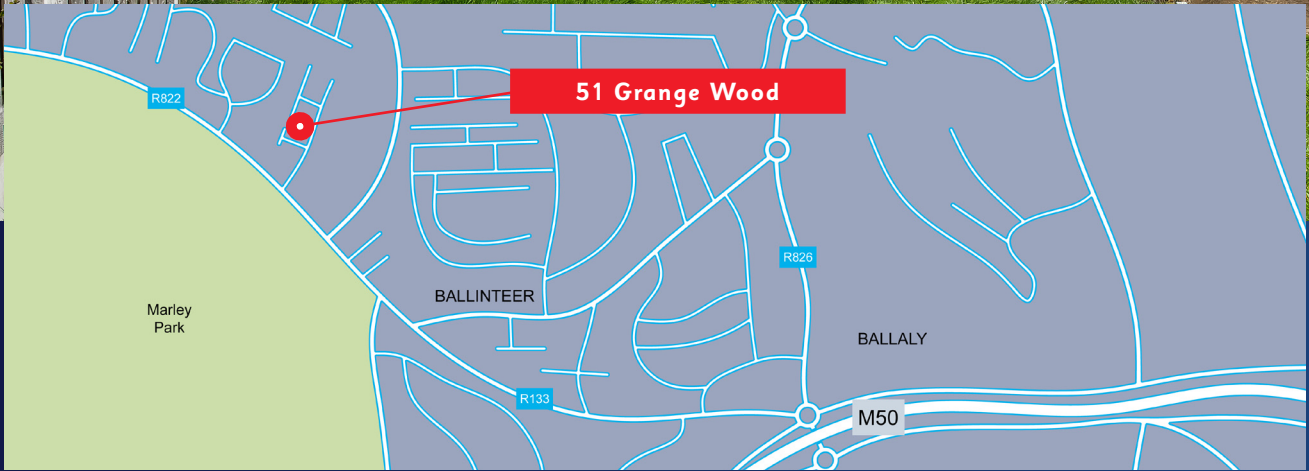 51 Grange Wood
R822
R826
Marley
Park
BALLINTEER
BALLALY
R133
M50